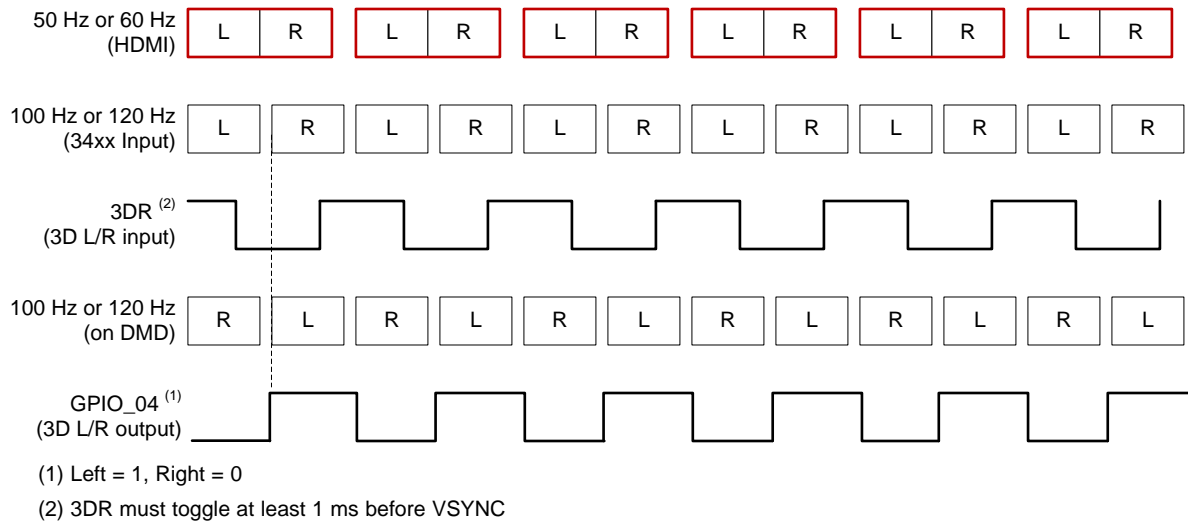 50 Hz or 60 Hz
(HDMI)
L R L R L R L R L R L R
100 Hz or 120 Hz
(34xx Input)
L R L R L R L R L R L R
3DR (2)
(3D L/R input)
100 Hz or 120 Hz
(on DMD)
R L R L R L R L R L R L
GPIO_04 (1)
(3D L/R output)
(1) Left = 1, Right = 0
(2) 3DR must toggle at least 1 ms before VSYNC